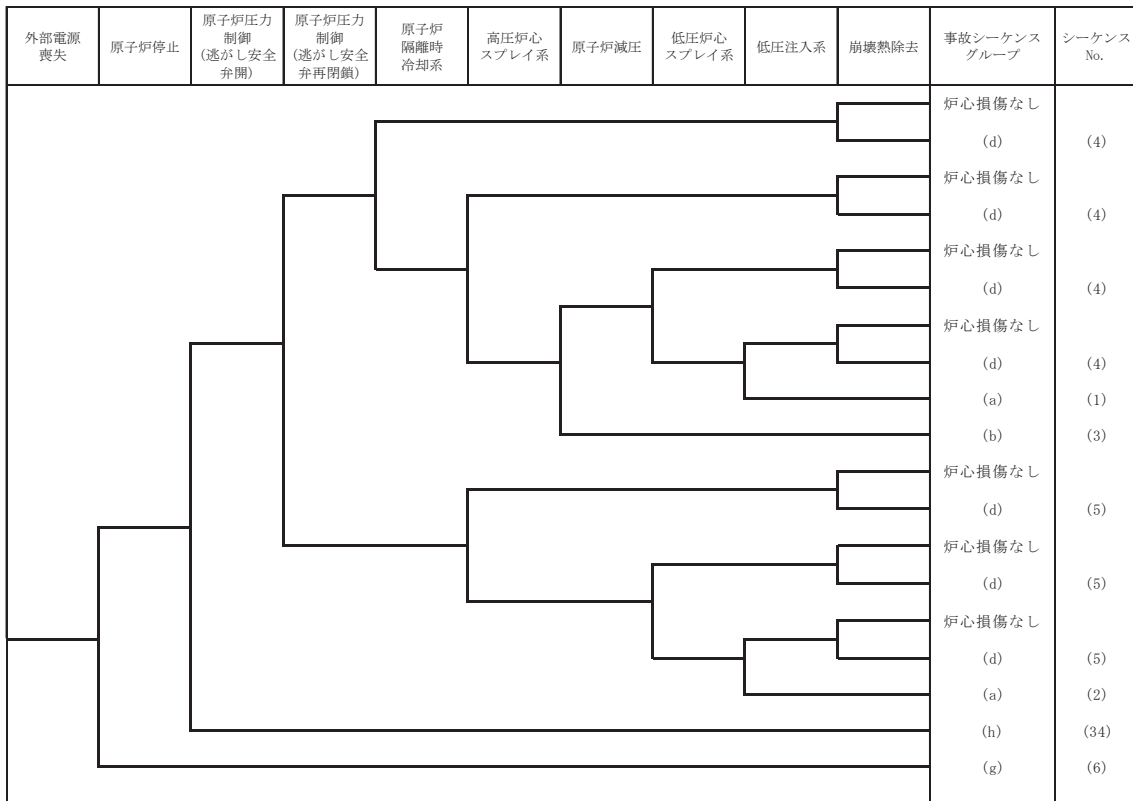 外部電源
喪失
原子炉停止
原子炉圧力
制御
(逃がし安全
弁開)
原子炉圧力
制御
(逃がし安全
弁再閉鎖)
原子炉
隔離時
冷却系
高圧炉心
スプレイ系
原子炉減圧
低圧炉心
スプレイ系
低圧注入系
崩壊熱除去
事故シーケンス
グループ
シーケンス
No.
炉心損傷なし
(d) (4)
炉心損傷なし
(d) (4)
炉心損傷なし
(d) (4)
炉心損傷なし
(d) (4)
(a) (1)
(b) (3)
炉心損傷なし
(d) (5)
炉心損傷なし
(d) (5)
炉心損傷なし
(d) (5)
(a) (2)
(h) (34)
(g) (6)